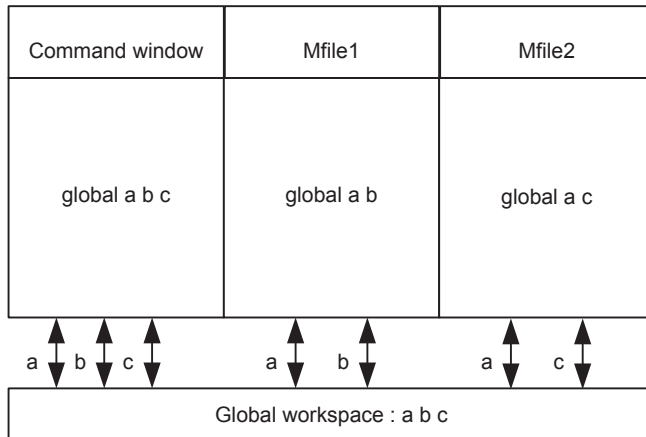 Command window Mfile1 Mfile2
global a b c global a b global a c
a b c a b a c
Global workspace : a b c